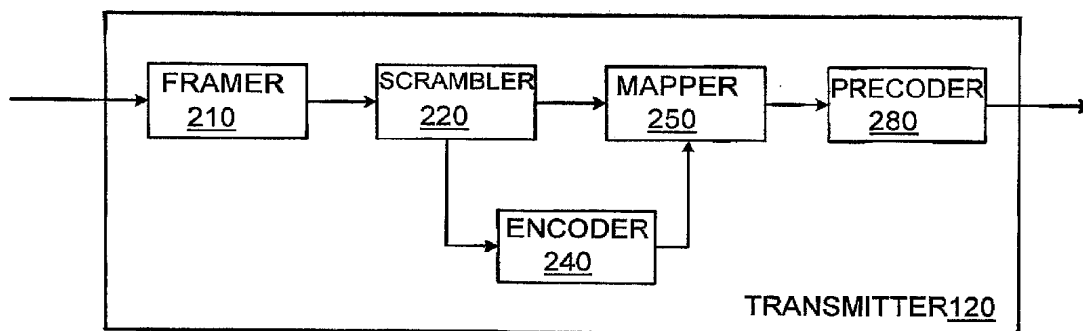 FRAMER
210
SCRAMBLER
220
MAPPER
250
PRECODER
280
ENCODER
240
TRANSMITTER120